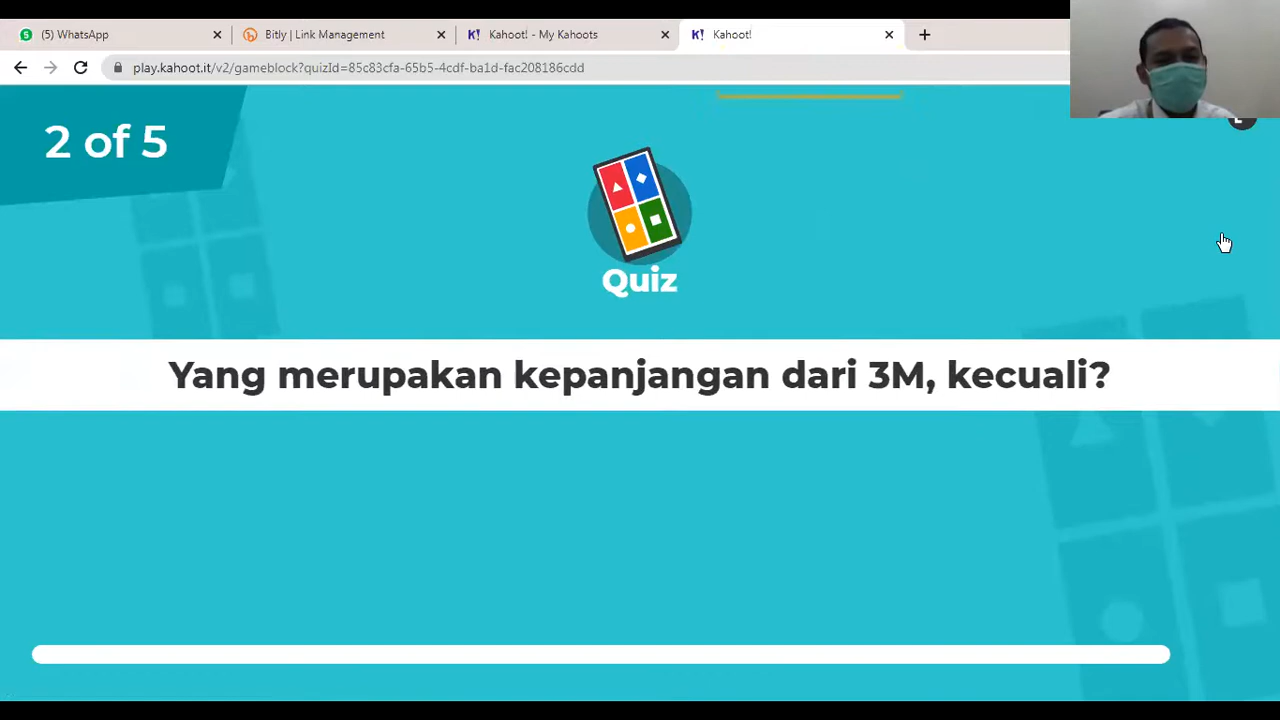 (5) WhatsApp
Bitly | Link Management
Kahoot! - My Kahoots
Kahoot!
play.kahoot.it/v2/gameblock?quizId=85c83cfa-65b5-4cdf-ba1d-fac208186cdd
2 of 5
Quiz
Yang merupakan kepanjangan dari 3M, kecuali?